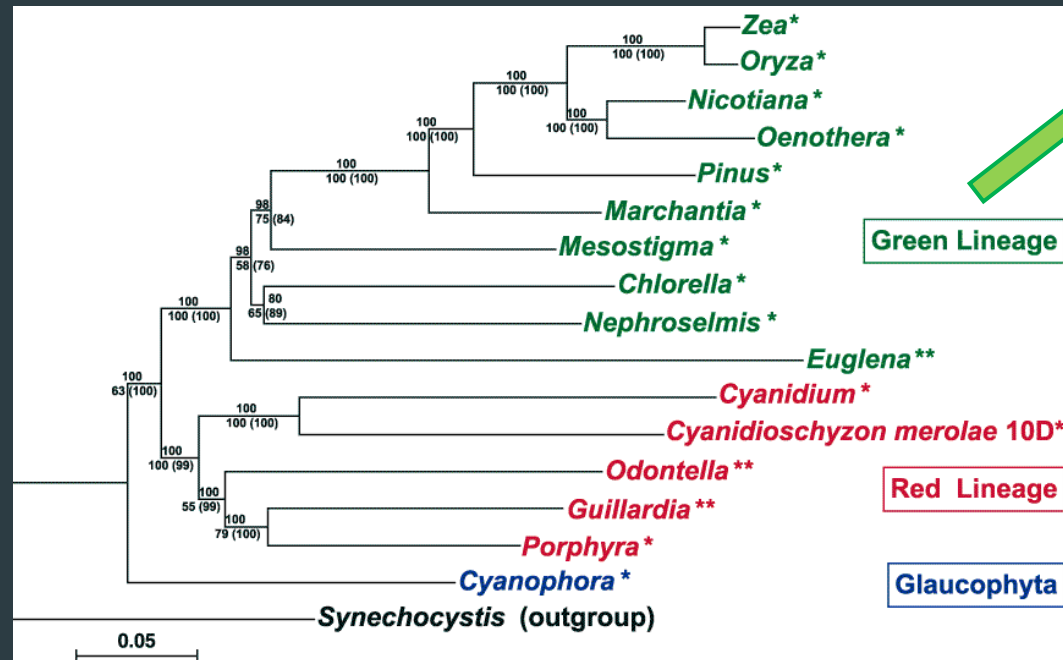 Zea*
100
100 (100)
Oryza*
100
100 (100)
Nicotiana*
100
100 (100)
Oenothera*
100
100 (100)
Pinus*
100
100 (100)
Marchantia*
98
75 (84)
Mesostigma*
Green Lineage
98
58 (76)
Chlorella*
80
65 (89)
Nephroselmis*
100
100 (100)
Euglena**
100
63 (100)
Cyanidium*
100
100 (100)
Cyanidioschyzon merolae 10D*
100
100 (99)
Odontella**
Red Lineage
100
55 (99)
Guillardia**
100
79 (100)
Porphyra*
Cyanophora*
Glaucophyta
Synechocystis (outgroup)
0.05